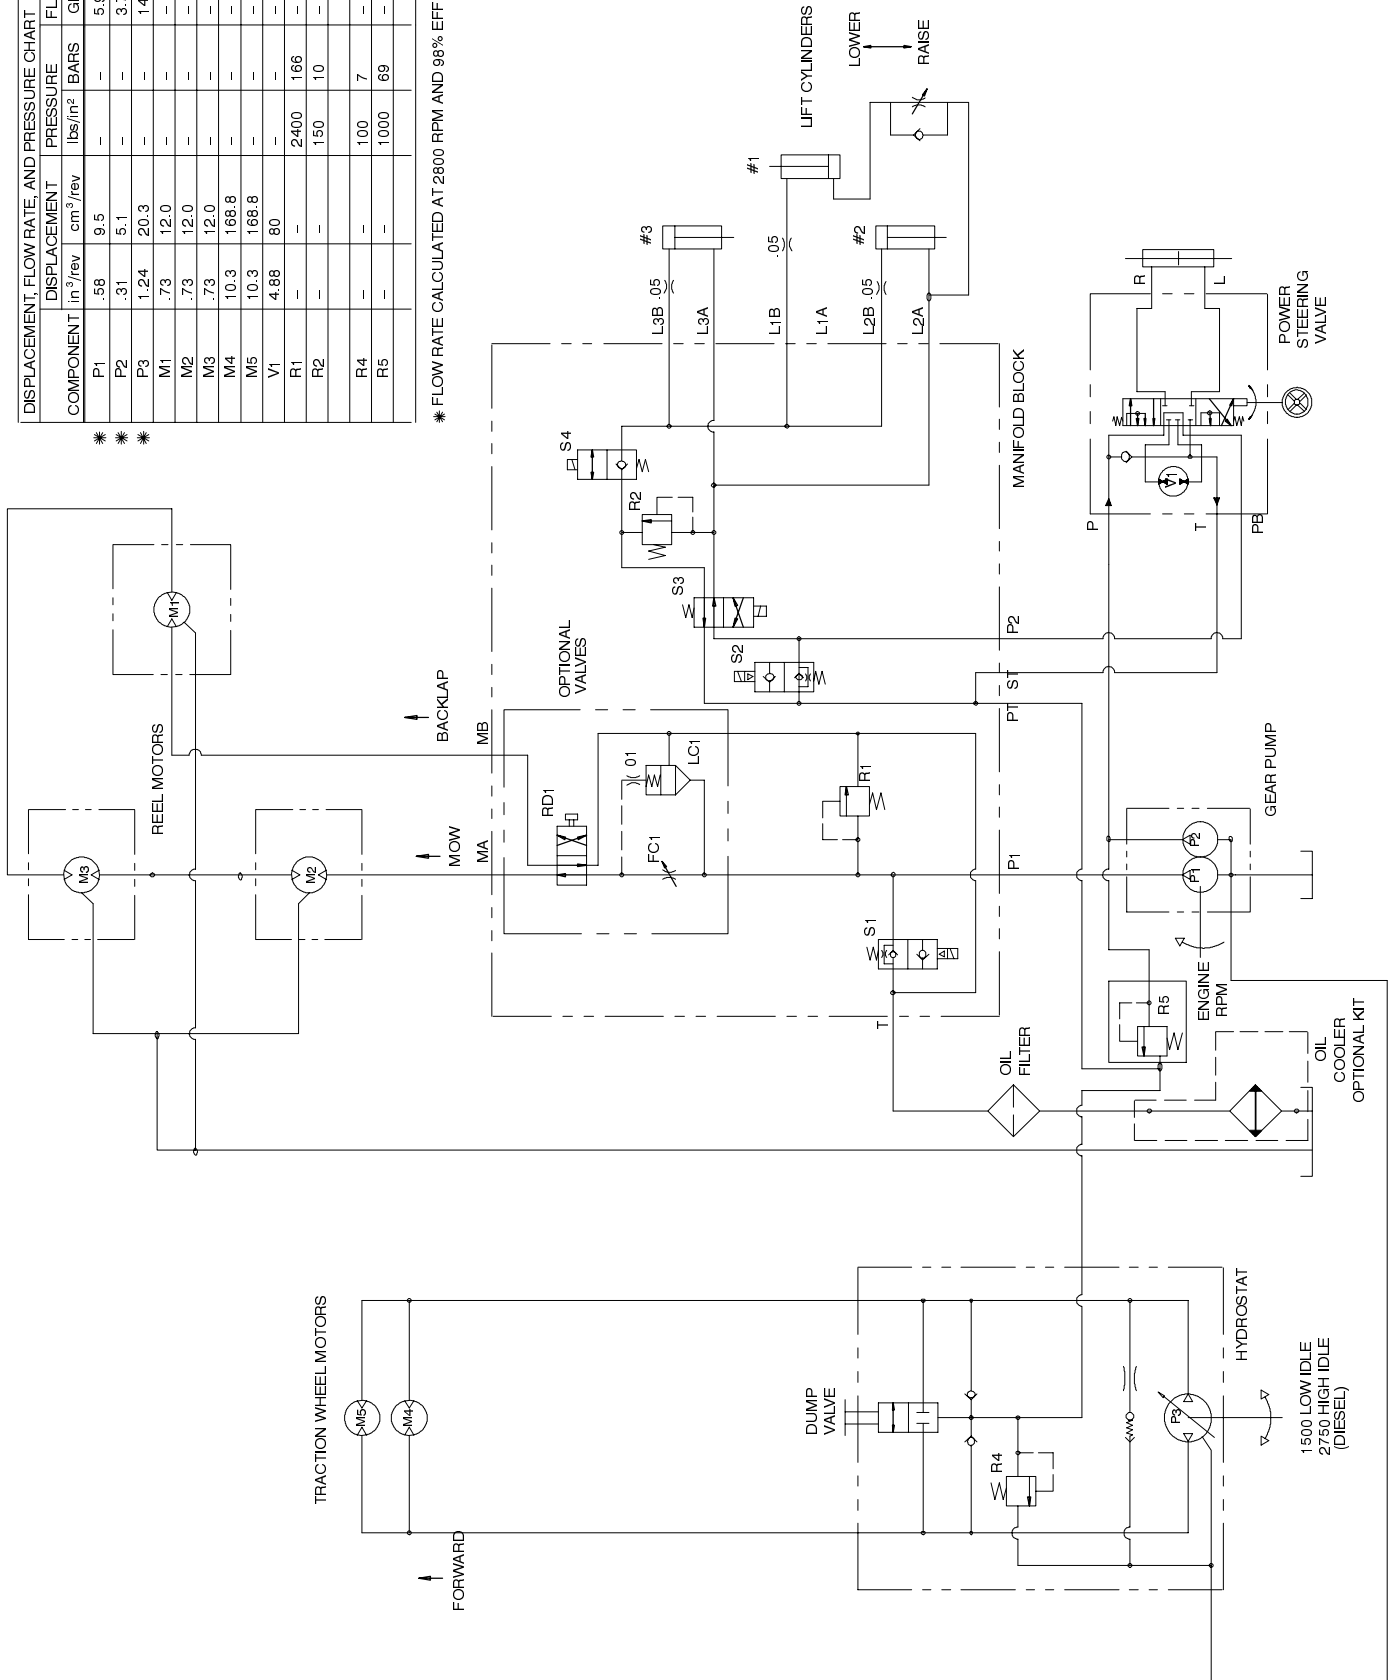 DISPLACEMENT, FLOW RATE, AND PRESSURE CHART
DISPLACEMENT PRESSURE
COMPONENT in³/rev cm³/rev lbs/in² BARS
✱ P1 .58 9.5 – –
✱ P2 .31 5.1 – –
✱ P3 1.24 20.3 – –
M1 .73 12.0 – – –
M2 .73 12.0 – – –
M3 .73 12.0 – – –
M4 10.3 168.8 – – –
M5 10.3 168.8 – – –
V1 4.88 80 – – –
R1 – – 2400 166 –
R2 – – 150 10 –
R4 – – 100 7 –
R5 – – 1000 69 –
✱ FLOW RATE CALCULATED AT 2800 RPM AND 98% EFF
LIFT CYLINDERS
LOWER
RAISE
#1
#3
#2
L3B .05
L3A
L1B .05
L1A
L2B .05
L2A
MANIFOLD BLOCK
S4
R2
S3
S2
P2
ST
PT
R
L
POWER
STEERING
VALVE
V1
P
T
PB
M1
REEL MOTORS
M3
M2
BACKLAP
MB
MOW
MA
OPTIONAL
VALVES
RD1
.01
LC1
FC1
R1
P1
S1
T
GEAR PUMP
P2
P1
ENGINE
RPM
R5
OIL
FILTER
OIL
COOLER
OPTIONAL KIT
TRACTION WHEEL MOTORS
M5
M4
FORWARD
DUMP
VALVE
R4
P3
HYDROSTAT
1500 LOW IDLE
2750 HIGH IDLE
(DIESEL)